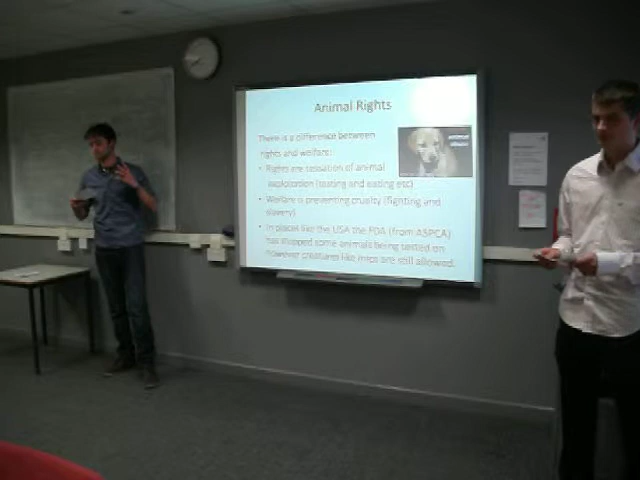 Animal Rights
There is a difference between
rights and welfare:
• Rights are cessation of animal
exploitation (testing and eating etc)
• Welfare is preventing cruelty (fighting and
slavery)
• In places like the USA the FDA (from ASPCA)
has stopped some animals being tested on
however creatures like mice are still allowed.